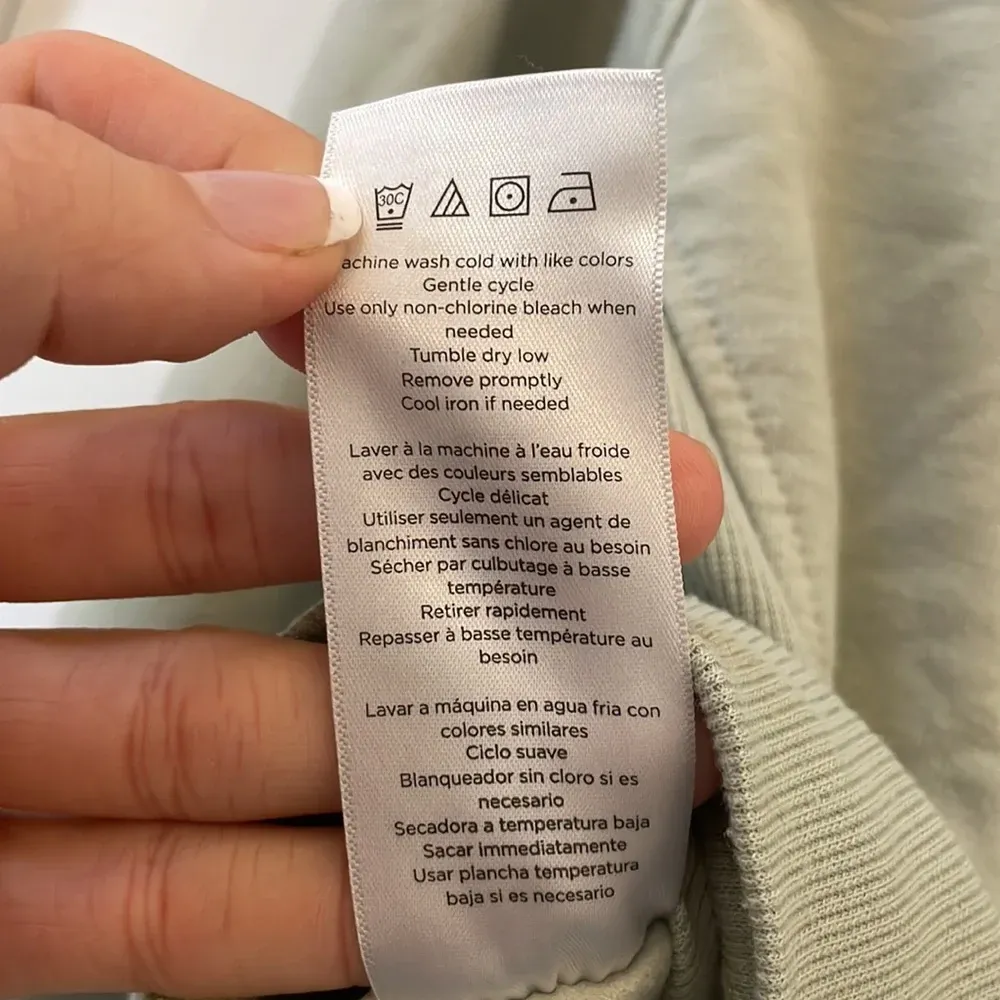 30C
achine wash cold with like colors
Gentle cycle
Use only non-chlorine bleach when
needed
Tumble dry low
Remove promptly
Cool iron if needed
Laver à la machine à l'eau froide
avec des couleurs semblables
Cycle délicat
Utiliser seulement un agent de
blanchiment sans chlore au besoin
Sécher par culbutage à basse
température
Retirer rapidement
Repasser à basse température au
besoin
Lavar a máquina en agua fria con
colores similares
Ciclo suave
Blanqueador sin cloro si es
necesario
Secadora a temperatura baja
Sacar immediatamente
Usar plancha temperatura
baja si es necesario